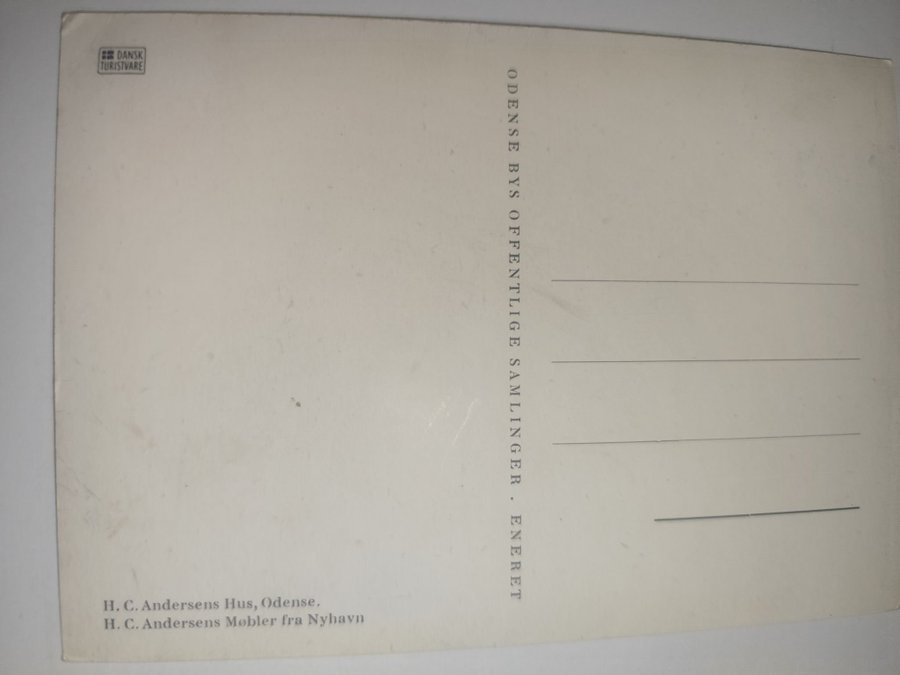 DANSK
TURISTVARE
ODENSE BYS OFFENTLIGE SAMLINGER . ENERET
H. C. Andersens Hus, Odense.
H. C. Andersens Møbler fra Nyhavn